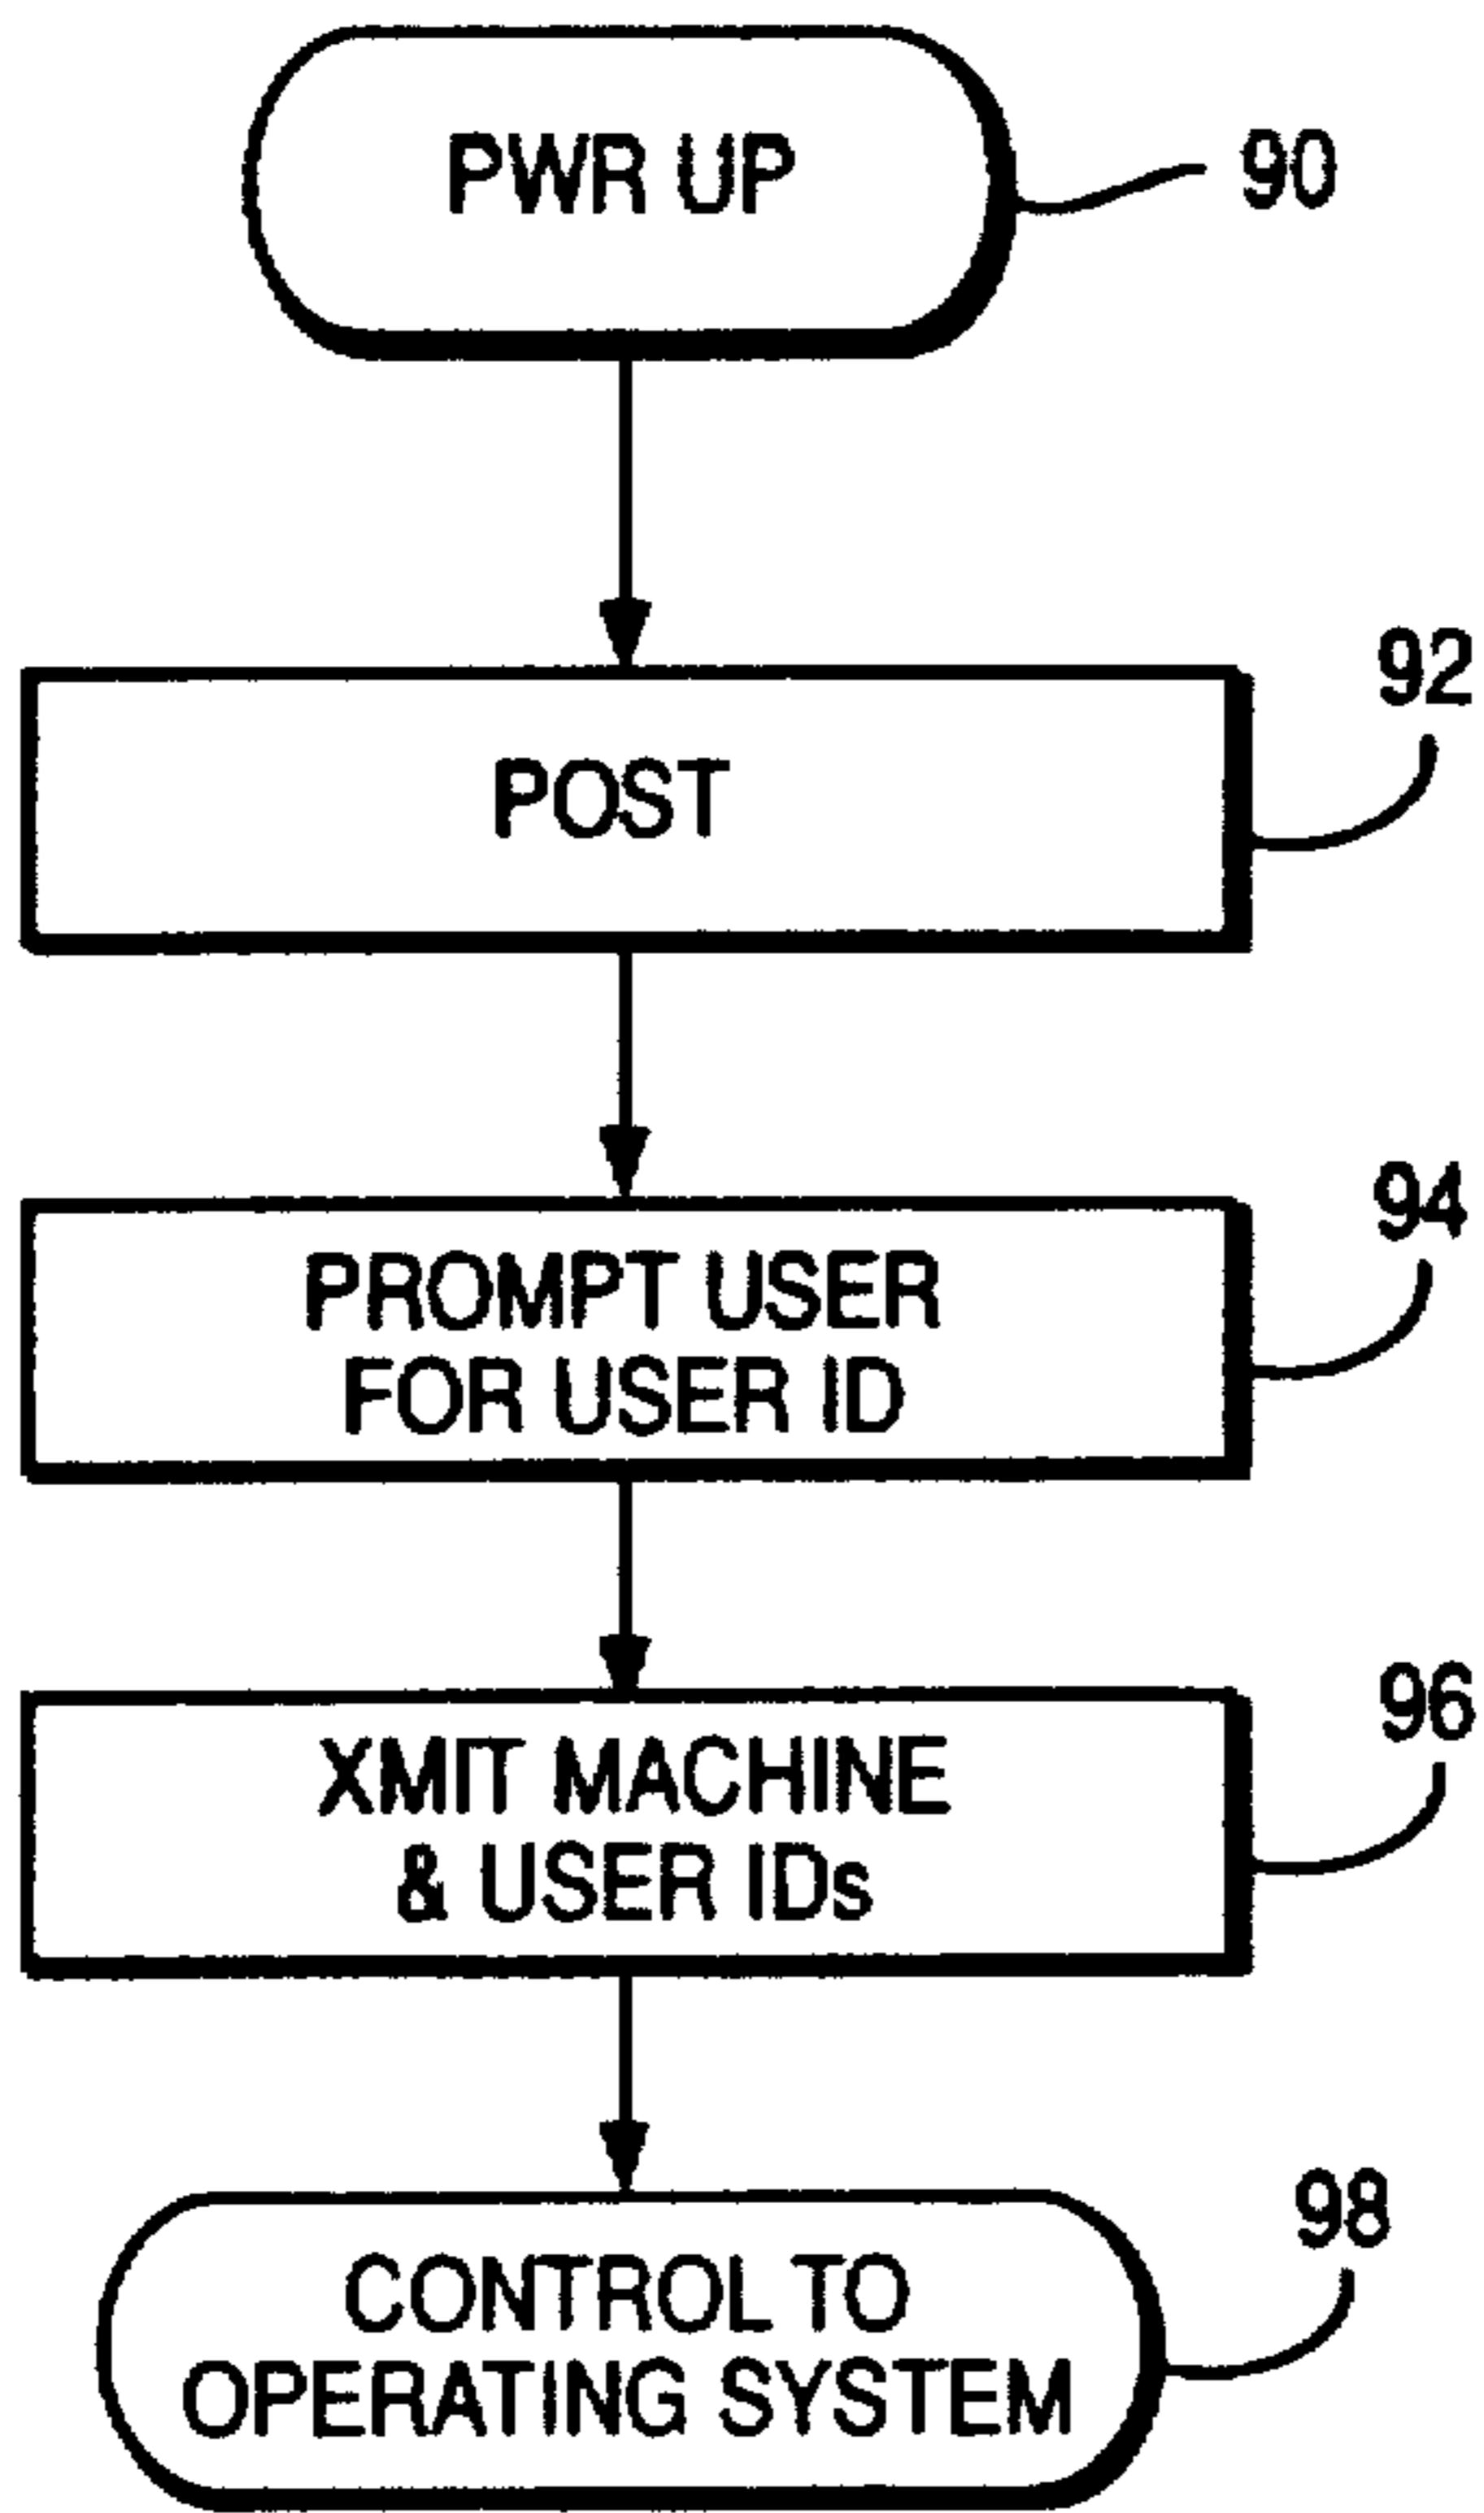 PWR UP
90
92
POST
94
PROMPT USER
FOR USER ID
96
XMIT MACHINE
& USER IDs
98
CONTROL TO
OPERATING SYSTEM